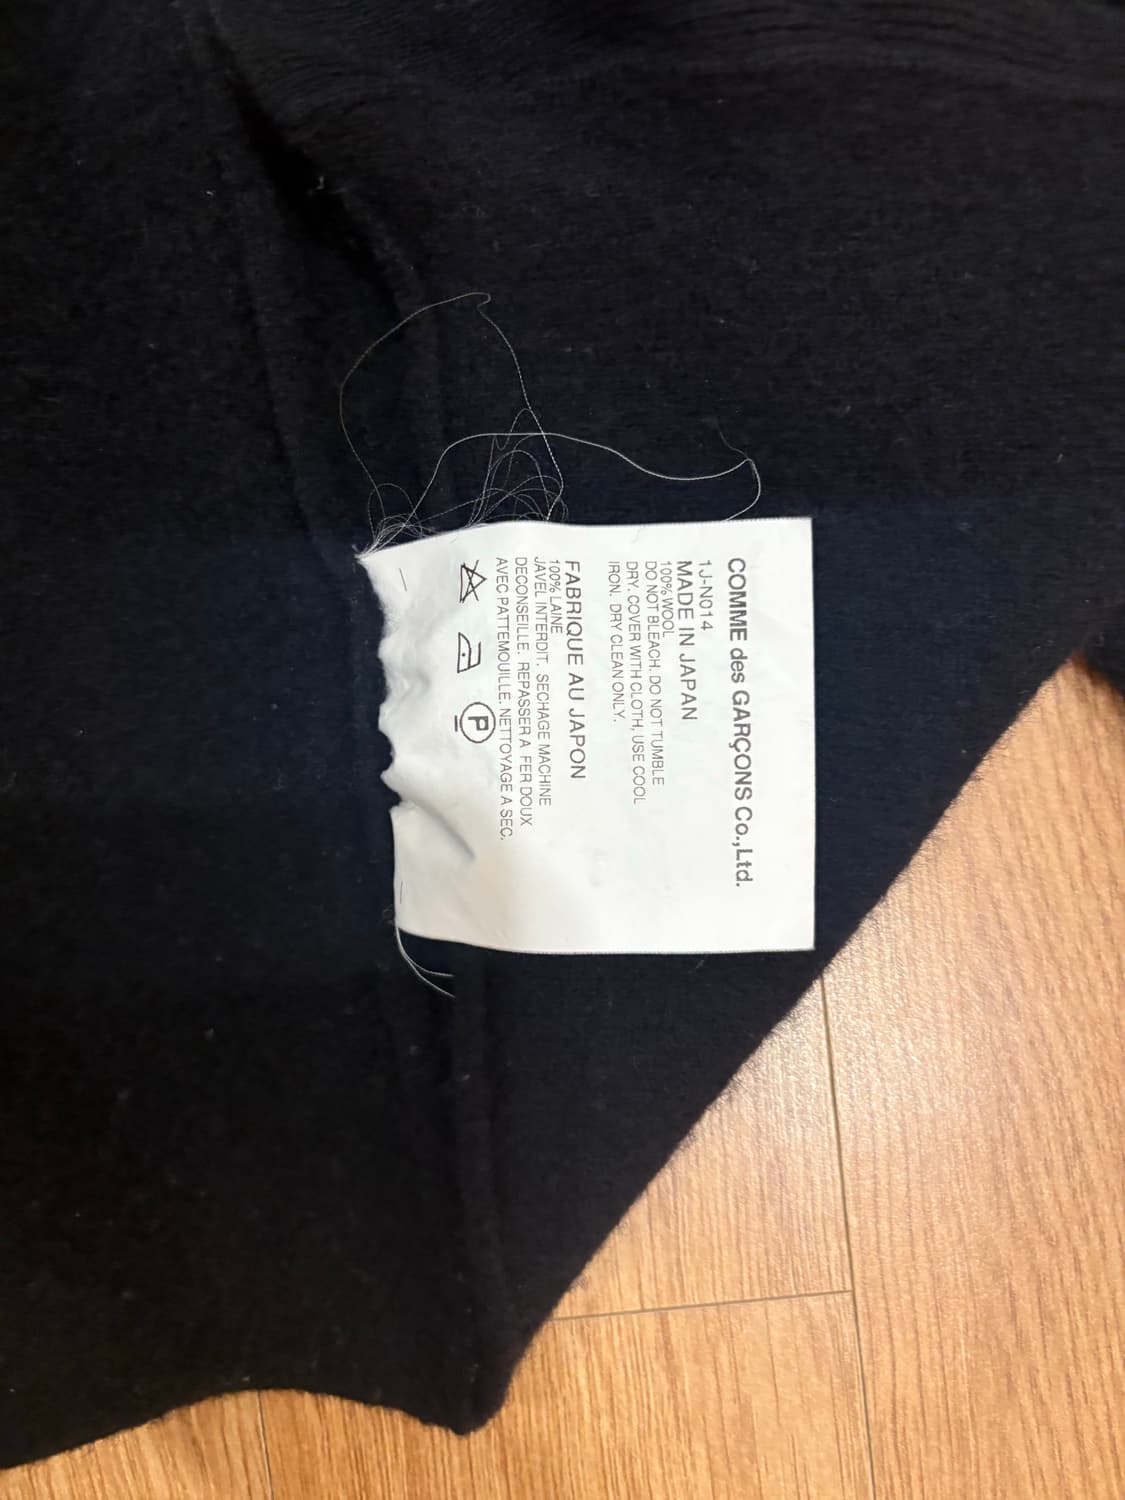 COMME des GARÇONS Co.,Ltd.
1J-N014
MADE IN JAPAN
100% WOOL
DO NOT BLEACH. DO NOT TUMBLE
DRY. COVER WITH CLOTH, USE COOL
IRON. DRY CLEAN ONLY.
FABRIQUE AU JAPON
100% LAINE
JAVEL INTERDIT. SECHAGE MACHINE
DECONSEILLE. REPASSER A FER DOUX
AVEC PATTEMOUILLE. NETTOYAGE A SEC.
P